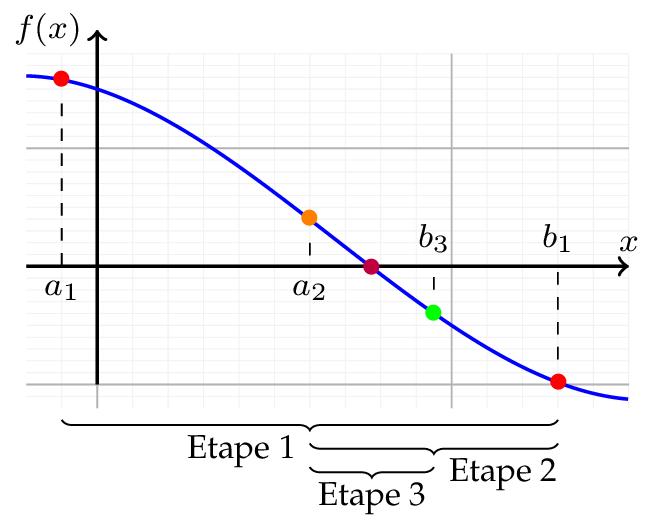 f(x)
b₃
b₁
x
a₁
a₂
Etape 1
Etape 2
Etape 3